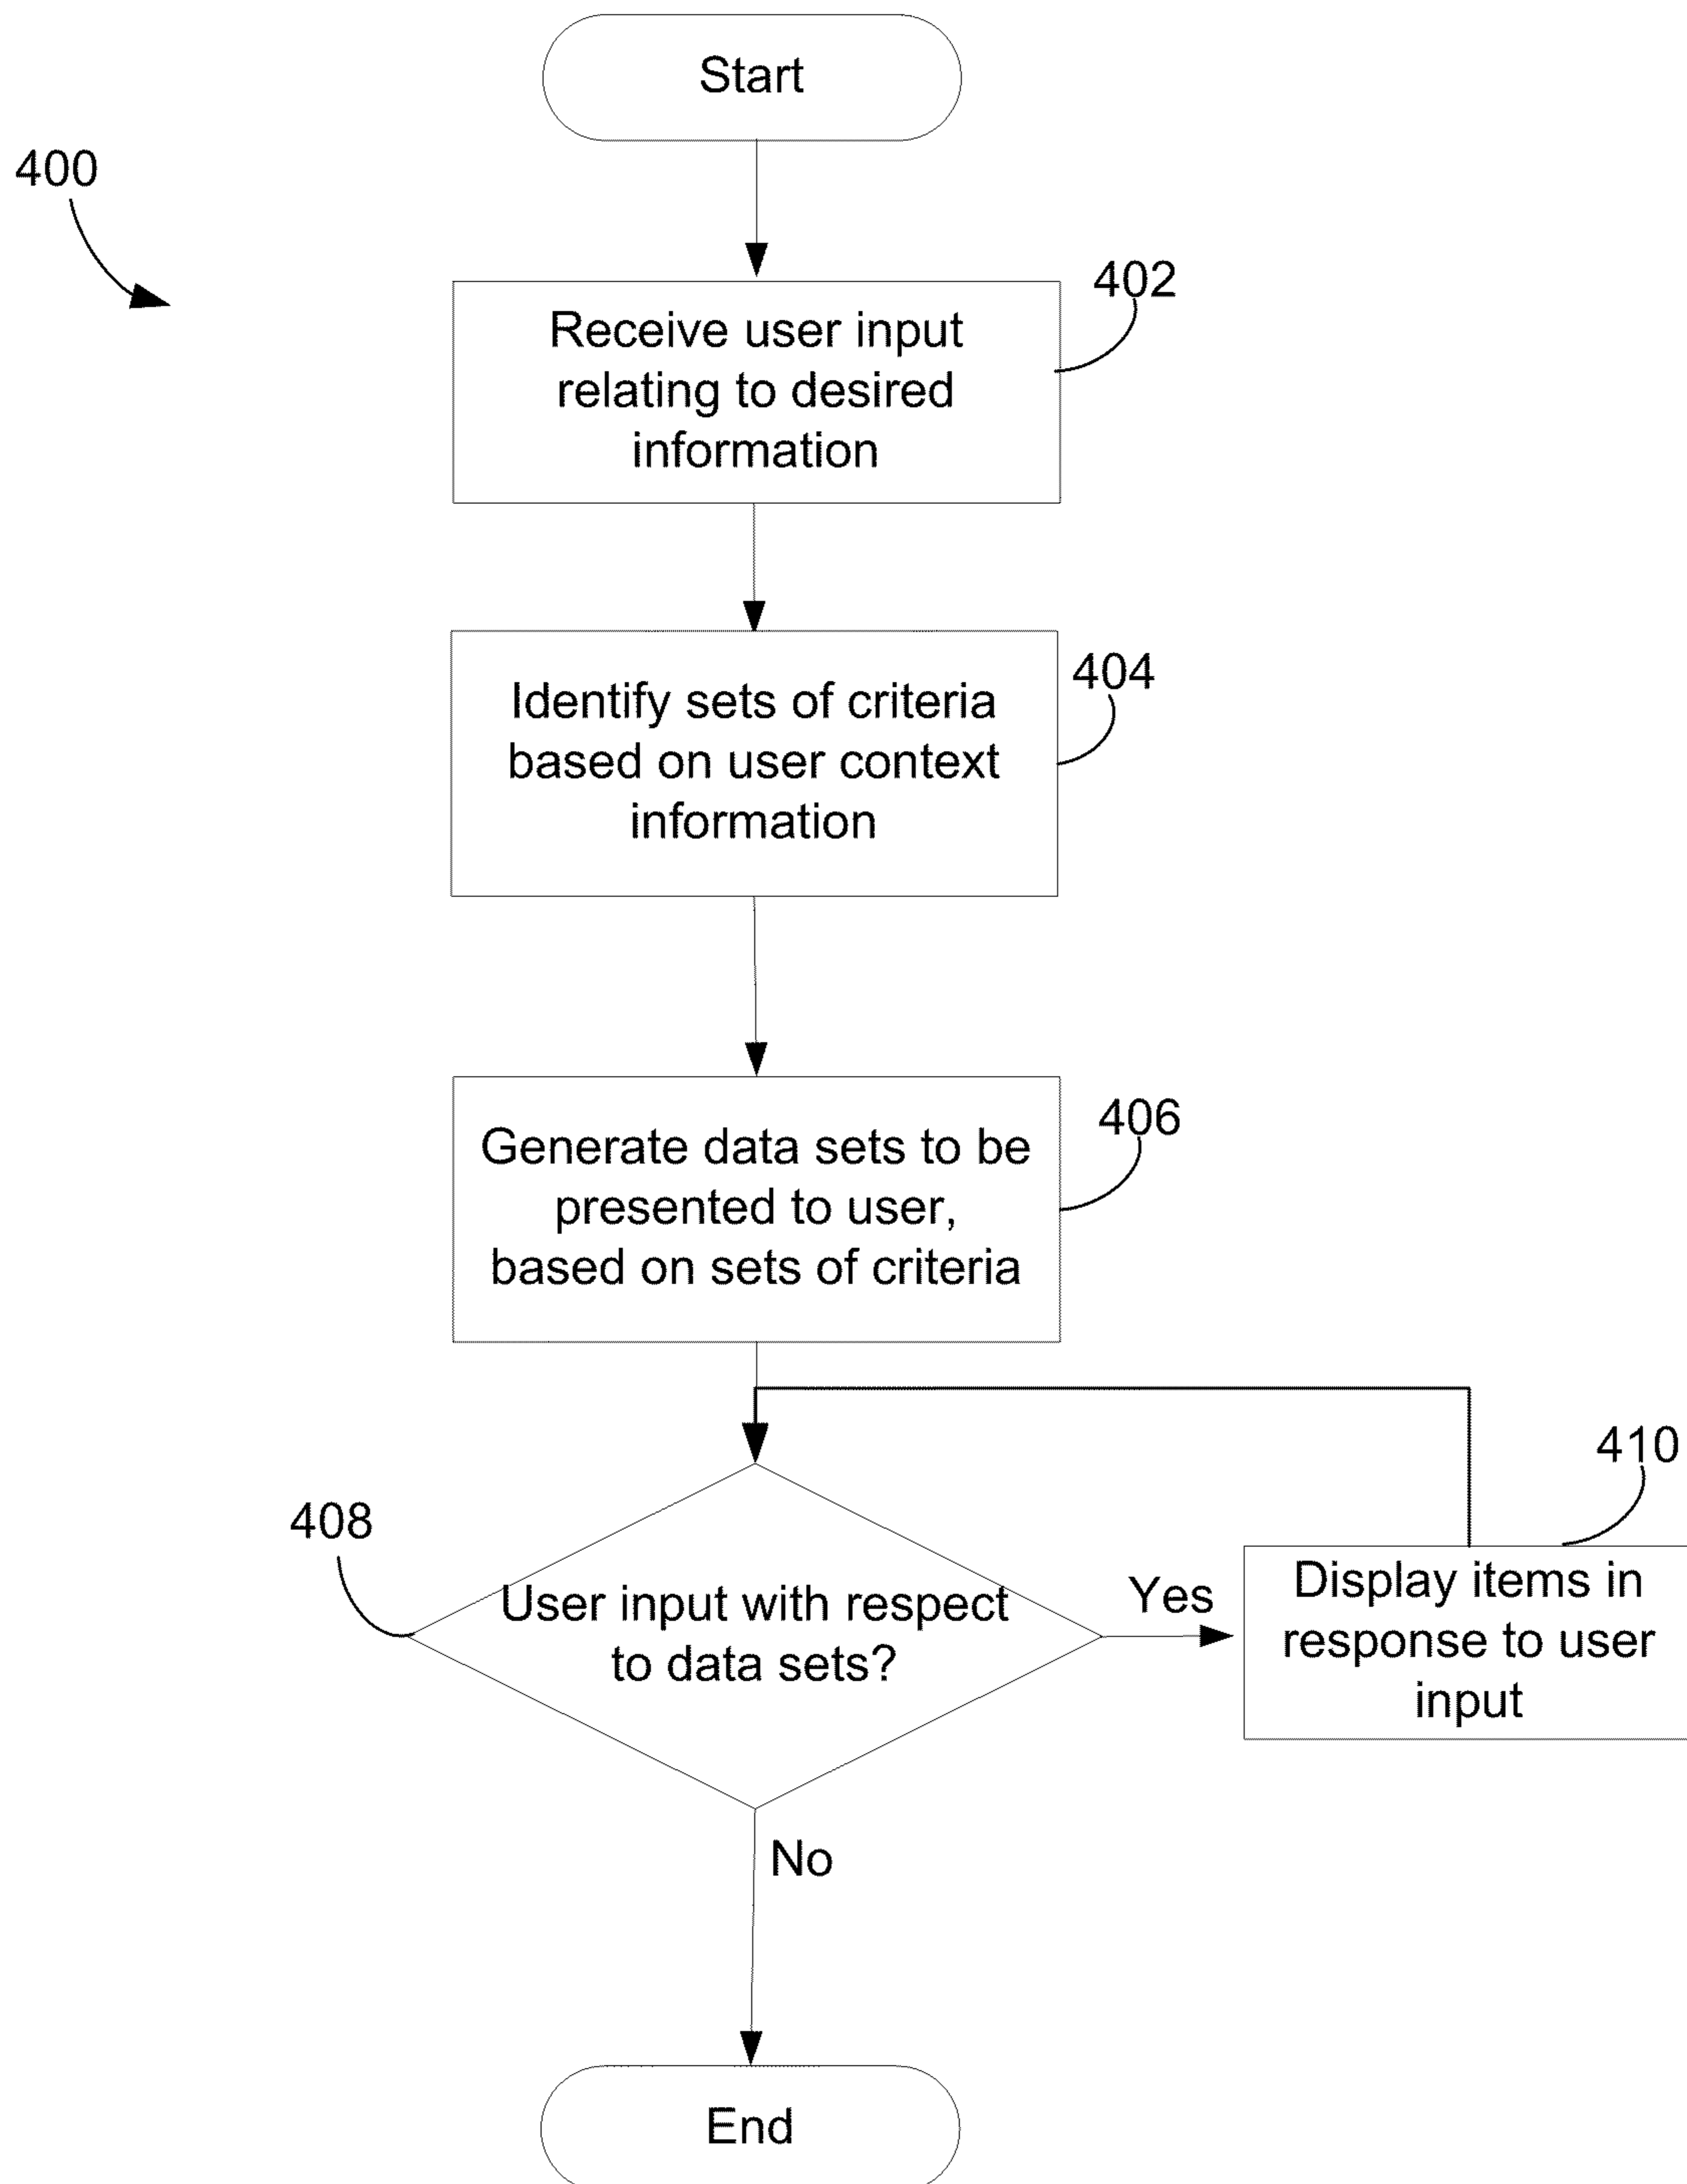 Start
400
402
Receive user input
relating to desired
information
404
Identify sets of criteria
based on user context
information
406
Generate data sets to be
presented to user,
based on sets of criteria
410
408
User input with respect
to data sets?
Yes
Display items in
response to user
input
No
End